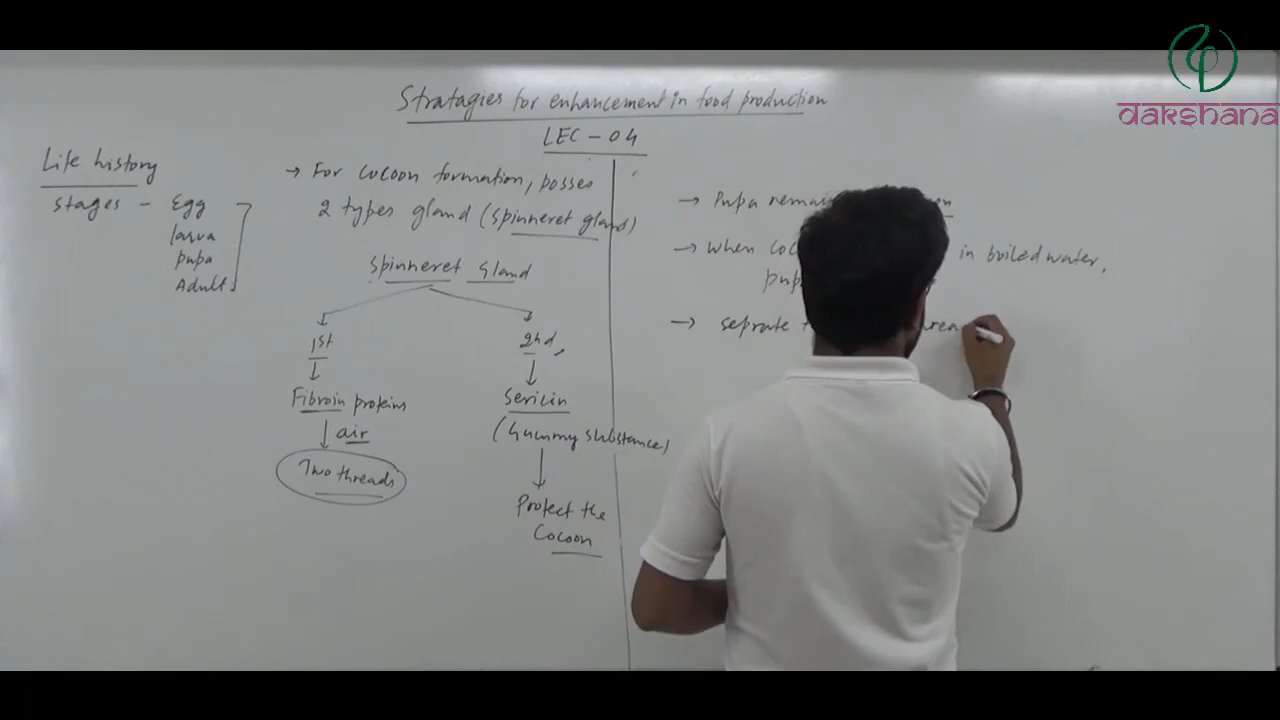 dakshana
Stratagies for enhancement in food production
LEC - 04
Life history
stages - Egg
larva
pupa
Adult
→ For cocoon formation, posses
2 types gland (spinneret gland)
Spinneret Gland
1st
2nd
Fibroin proteins
Sericin
air
(Gummy substance)
Two threads
Protect the
Cocoon
→ Pupa
→ When in boiled water,
→ seprate